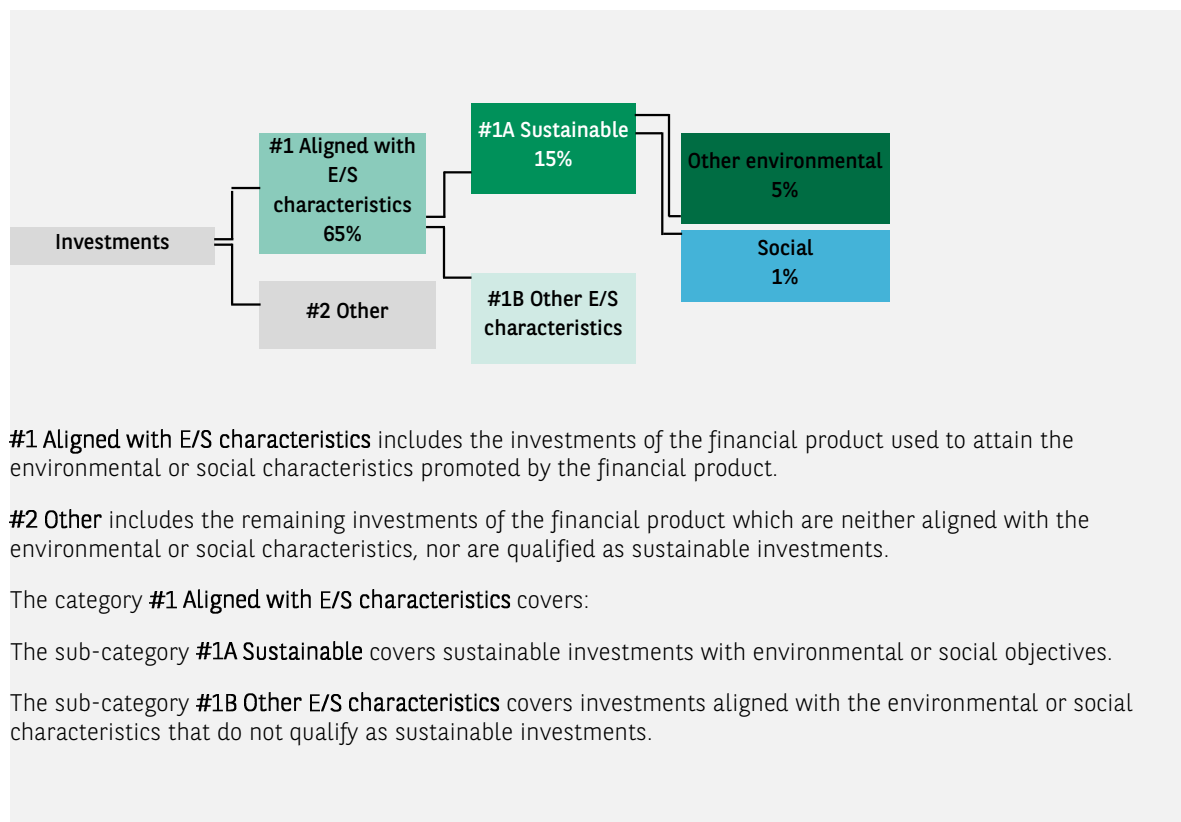 #1A Sustainable
15%
#1 Aligned with
E/S
characteristics
65%
Other environmental
5%
Investments
Social
1%
#2 Other
#1B Other E/S
characteristics
#1 Aligned with E/S characteristics includes the investments of the financial product used to attain the
environmental or social characteristics promoted by the financial product.
#2 Other includes the remaining investments of the financial product which are neither aligned with the
environmental or social characteristics, nor are qualified as sustainable investments.
The category #1 Aligned with E/S characteristics covers:
The sub-category #1A Sustainable covers sustainable investments with environmental or social objectives.
The sub-category #1B Other E/S characteristics covers investments aligned with the environmental or social
characteristics that do not qualify as sustainable investments.